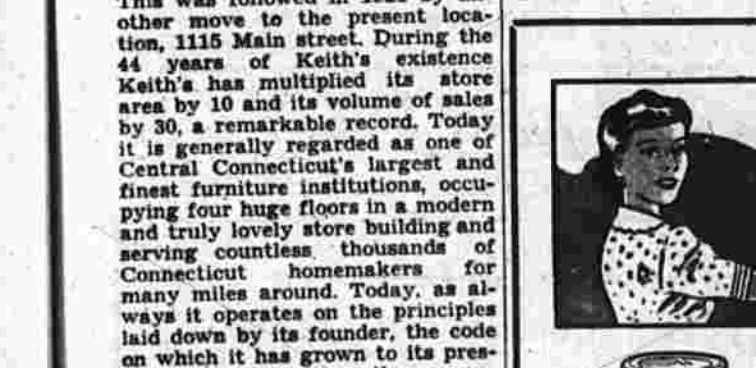 This was followed in
other move to the present loca-
tion, 1115 Main street. During the
44 years of Keith's existence
Keith's has multiplied its store
area by 10 and its volume of sales
by 30, a remarkable record. Today
it is generally regarded as one of
Central Connecticut's largest and
finest furniture institutions, occu-
pying four huge floors in a modern
and truly lovely store building and
serving countless thousands of
Connecticut homemakers for
many miles around. Today, as al-
ways it operates on the principles
laid down by its founder, the code
on which it has grown to its pres-